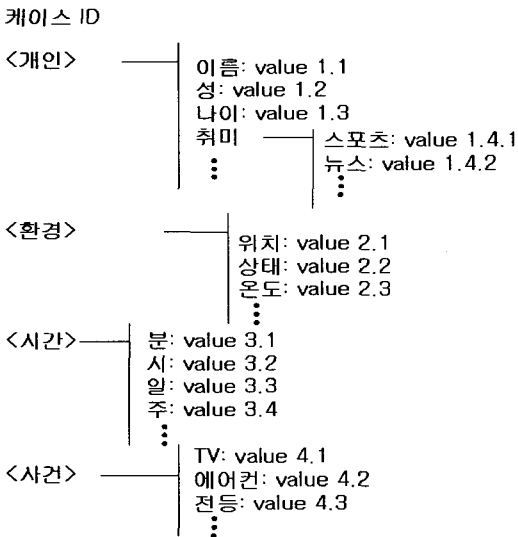 케이스 ID
<개인>
이름: value 1.1
성: value 1.2
나이: value 1.3
취미
스포츠: value 1.4.1
뉴스: value 1.4.2
<환경>
위치: value 2.1
상태: value 2.2
온도: value 2.3
<시간>
분: value 3.1
시: value 3.2
일: value 3.3
주: value 3.4
<사건>
TV: value 4.1
에어컨: value 4.2
전등: value 4.3